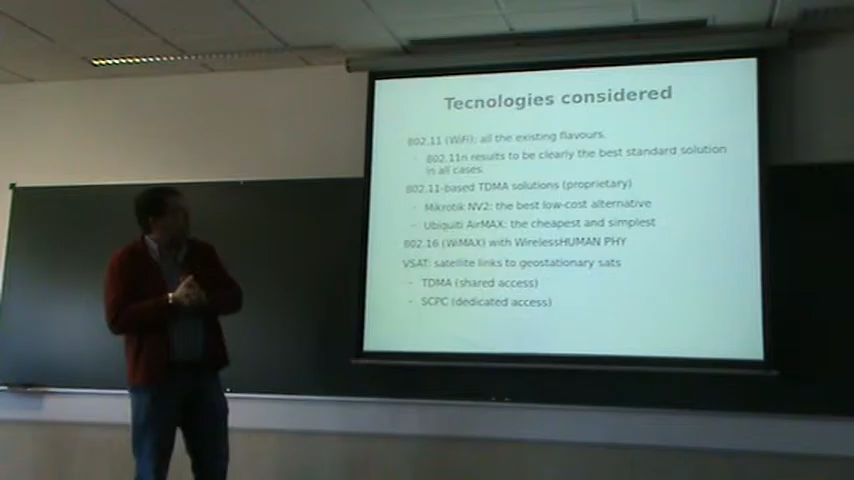 Tecnologies considered
802.11 (WiFi): all the existing flavours.
- 802.11n results to be clearly the best standard solution
in all cases.
802.11-based TDMA solutions (proprietary)
- Mikrotik NV2: the best low-cost alternative
- Ubiquiti AirMAX: the cheapest and simplest
802.16 (WiMAX) with WirelessHUMAN PHY
VSAT: satellite links to geostationary sats
- TDMA (shared access)
- SCPC (dedicated access)